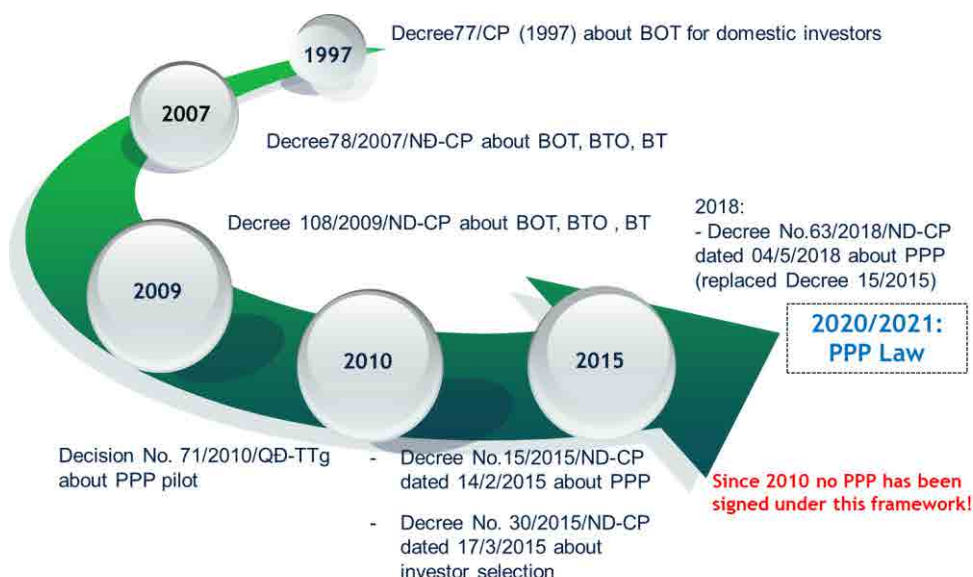 1997
Decree77/CP (1997) about BOT for domestic investors
2007
Decree78/2007/NĐ-CP about BOT, BTO, BT
Decree 108/2009/ND-CP about BOT, BTO , BT
2009
2010
Decision No. 71/2010/QĐ-TTg
about PPP pilot
2015
- Decree No.15/2015/ND-CP
dated 14/2/2015 about PPP
- Decree No. 30/2015/ND-CP
dated 17/3/2015 about
investor selection
2018:
- Decree No.63/2018/ND-CP
dated 04/5/2018 about PPP
(replaced Decree 15/2015)
2020/2021:
PPP Law
Since 2010 no PPP has been
signed under this framework!